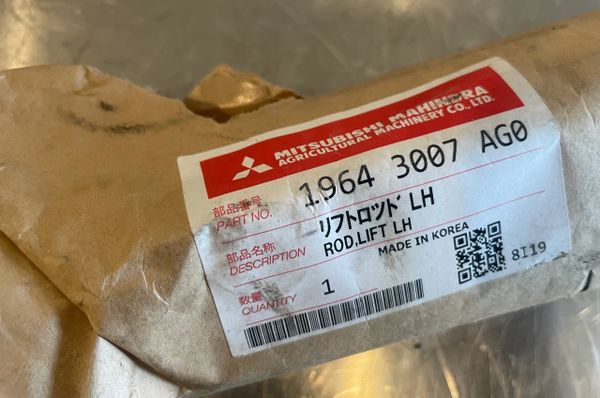 MITSUBISHI MAHINDRA
AGRICULTURAL MACHINERY CO., LTD.
部品番号
PART NO.
1964 3007 AG0
部品名称
DESCRIPTION
リフトロツド LH
ROD,LIFT LH
MADE IN KOREA
数量
QUANTITY
1
8I19